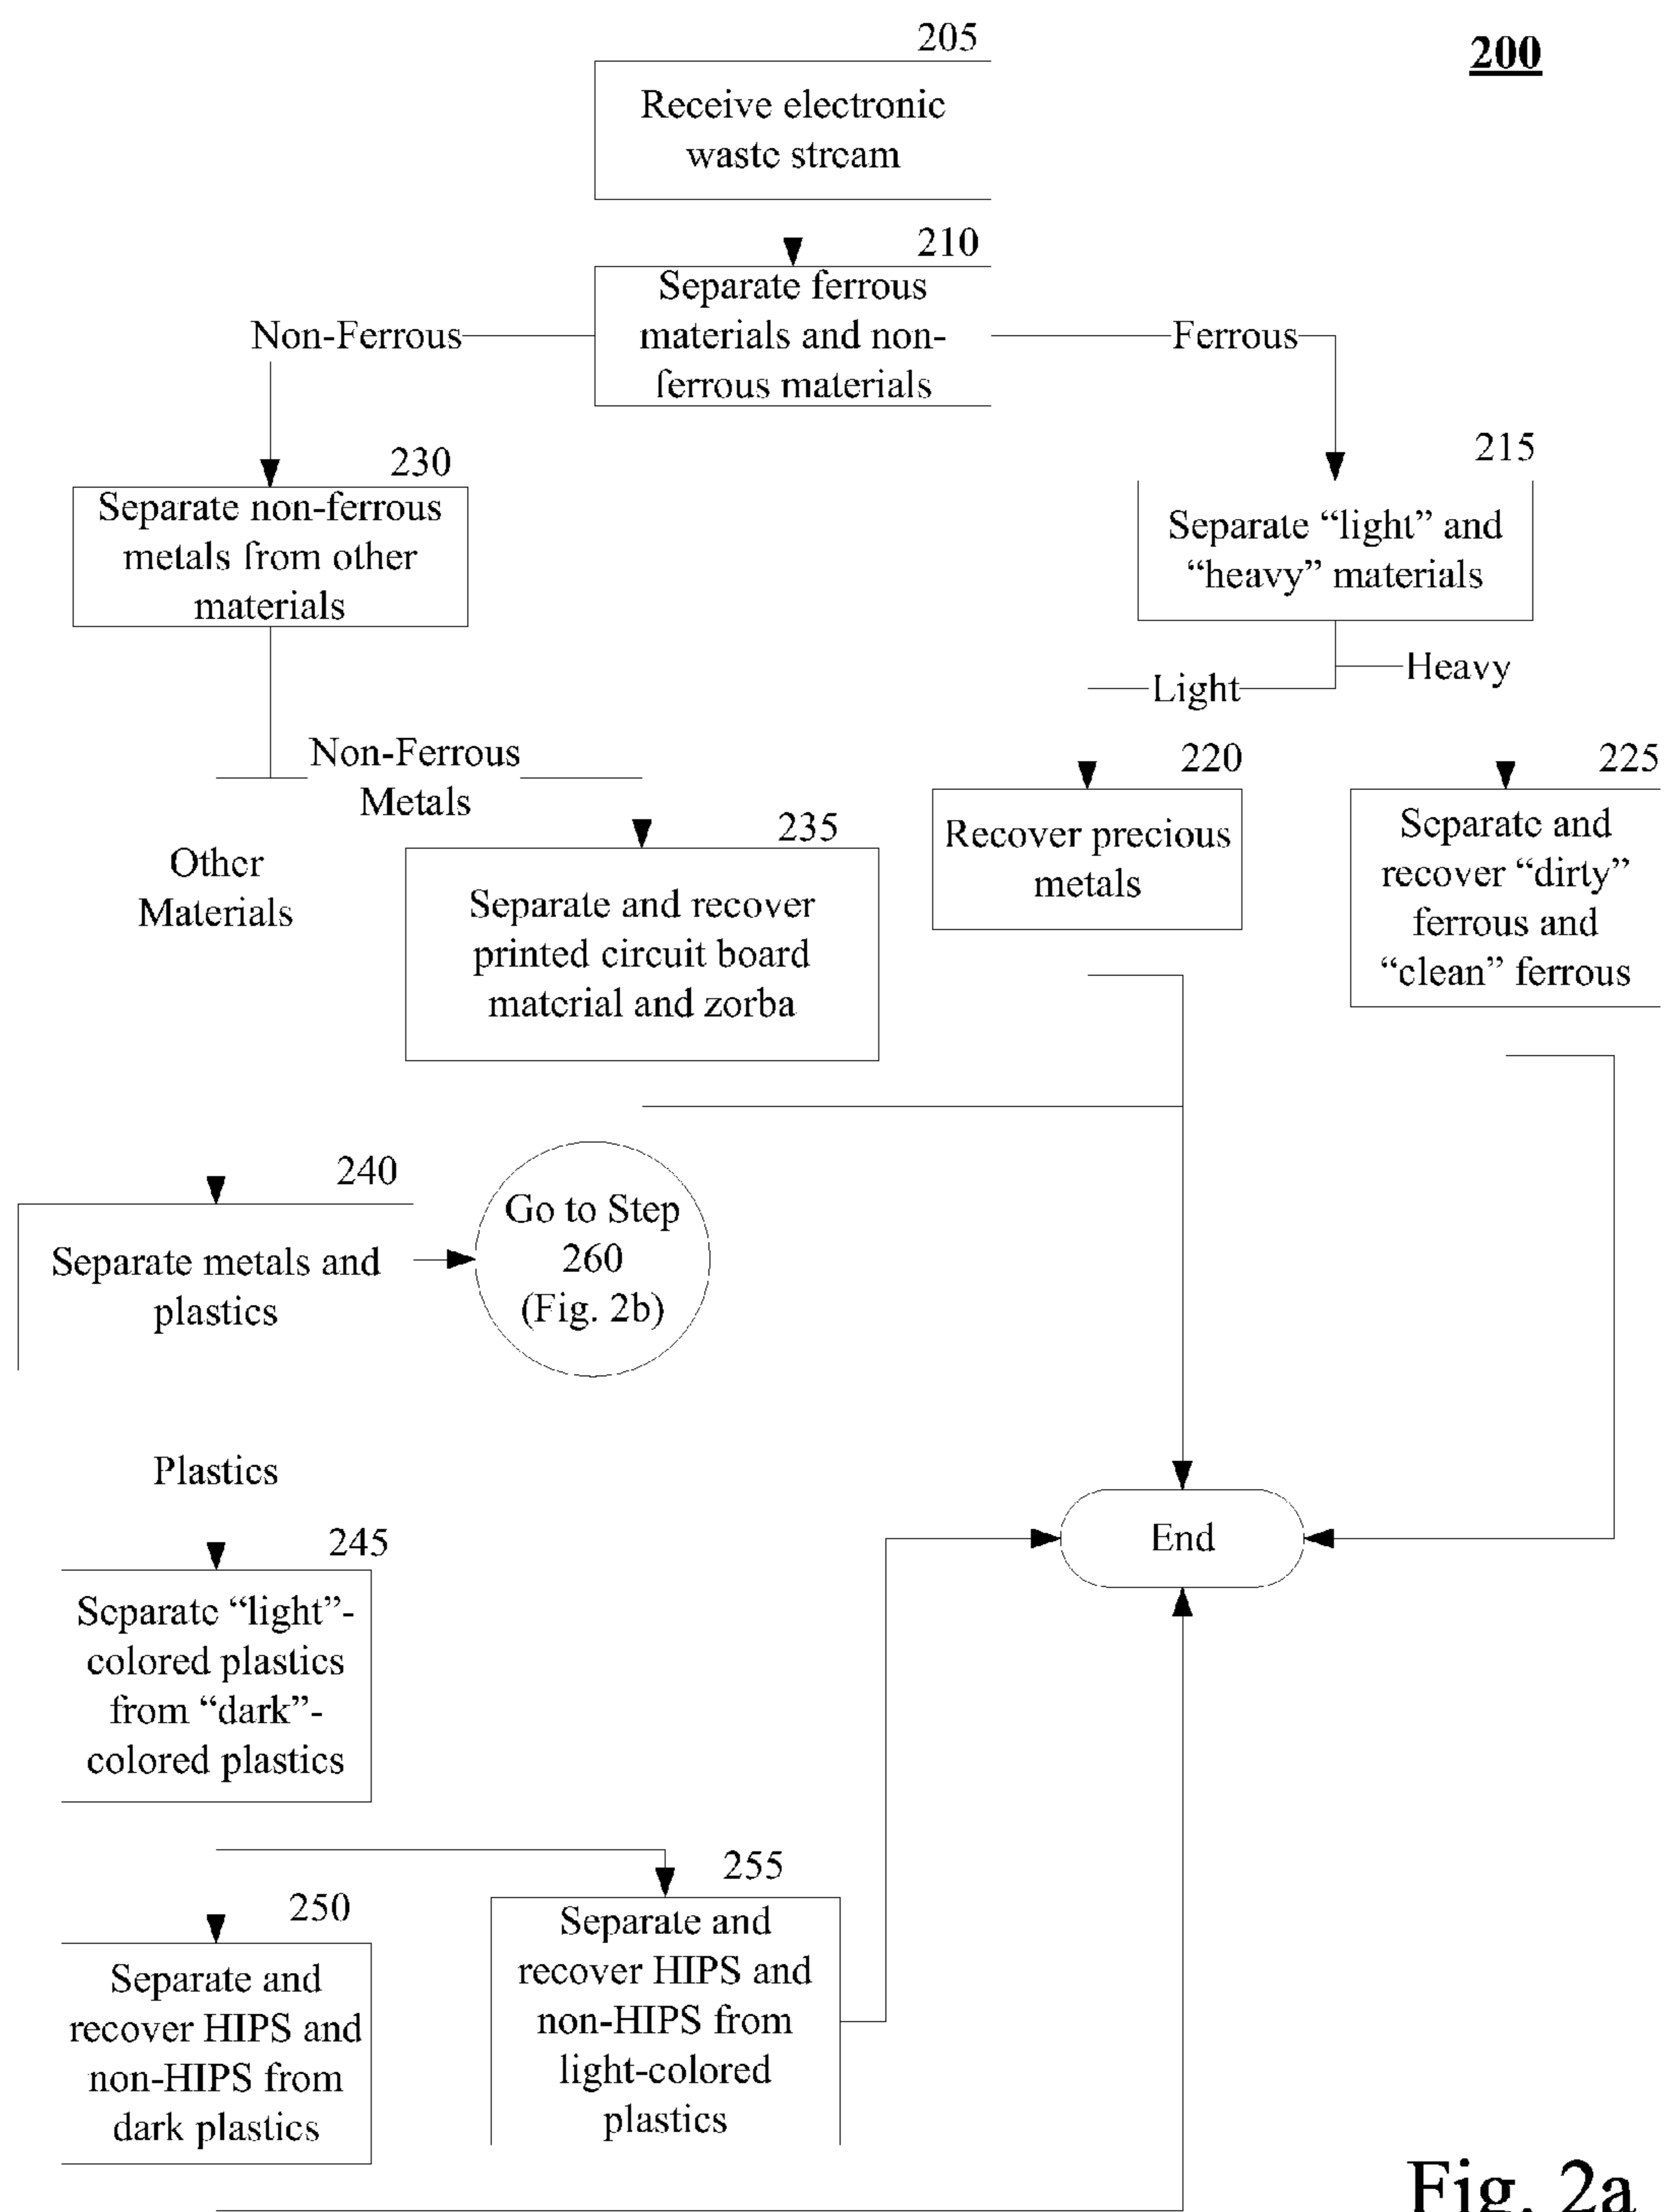 205
200
Receive electronic
waste stream
210
Separate ferrous
materials and non-
ferrous materials
Non-Ferrous
Ferrous
230
Separate non-ferrous
metals from other
materials
215
Separate “light” and
“heavy” materials
Heavy
Light
Non-Ferrous
Metals
Other
Materials
235
Separate and recover
printed circuit board
material and zorba
220
Recover precious
metals
225
Separate and
recover “dirty”
ferrous and
“clean” ferrous
240
Separate metals and
plastics
Go to Step
260
(Fig. 2b)
Plastics
245
Separate “light”-
colored plastics
from “dark”-
colored plastics
End
250
Separate and
recover HIPS and
non-HIPS from
dark plastics
255
Separate and
recover HIPS and
non-HIPS from
light-colored
plastics
Fig. 2a